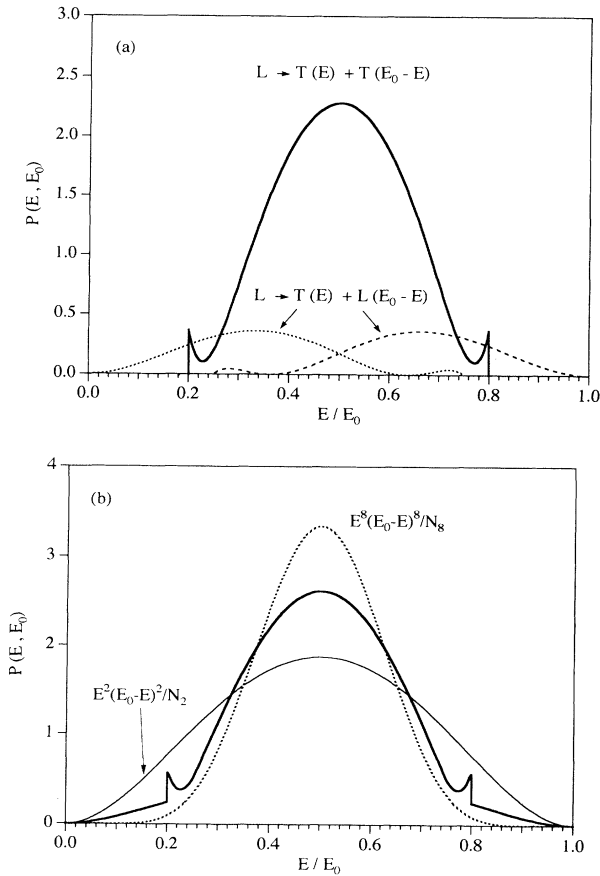 3.0
(a)
L → T (E) + T (E₀ - E)
2.5
2.0
P (E , E₀)
1.5
1.0
L → T (E) + L (E₀ - E)
0.5
0.0
0.0 0.2 0.4 0.6 0.8 1.0
E / E₀
4
(b)
E⁸(E₀-E)⁸/N₈
3
P (E , E₀)
2
E²(E₀-E)²/N₂
1
0
0.0 0.2 0.4 0.6 0.8 1.0
E / E₀